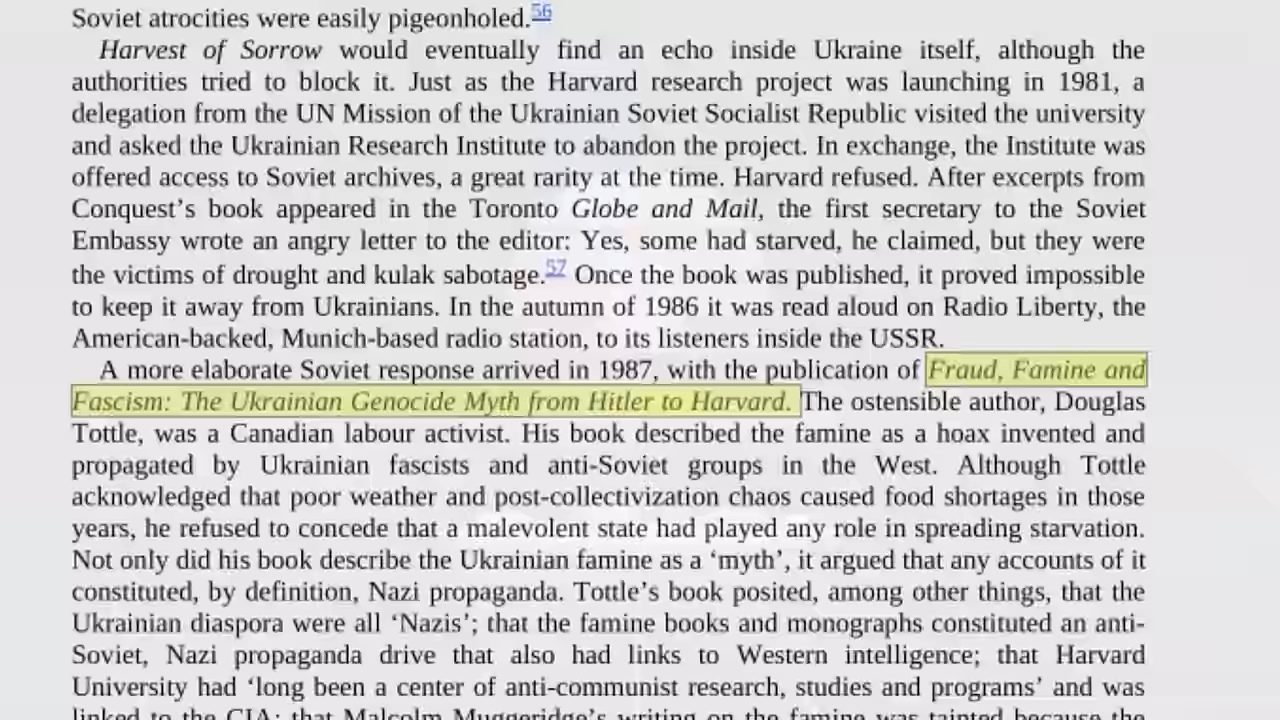 Soviet atrocities were easily pigeonholed.56
Harvest of Sorrow would eventually find an echo inside Ukraine itself, although the
authorities tried to block it. Just as the Harvard research project was launching in 1981, a
delegation from the UN Mission of the Ukrainian Soviet Socialist Republic visited the university
and asked the Ukrainian Research Institute to abandon the project. In exchange, the Institute was
offered access to Soviet archives, a great rarity at the time. Harvard refused. After excerpts from
Conquest’s book appeared in the Toronto Globe and Mail, the first secretary to the Soviet
Embassy wrote an angry letter to the editor: Yes, some had starved, he claimed, but they were
the victims of drought and kulak sabotage.57 Once the book was published, it proved impossible
to keep it away from Ukrainians. In the autumn of 1986 it was read aloud on Radio Liberty, the
American-backed, Munich-based radio station, to its listeners inside the USSR.
A more elaborate Soviet response arrived in 1987, with the publication of Fraud, Famine and
Fascism: The Ukrainian Genocide Myth from Hitler to Harvard. The ostensible author, Douglas
Tottle, was a Canadian labour activist. His book described the famine as a hoax invented and
propagated by Ukrainian fascists and anti-Soviet groups in the West. Although Tottle
acknowledged that poor weather and post-collectivization chaos caused food shortages in those
years, he refused to concede that a malevolent state had played any role in spreading starvation.
Not only did his book describe the Ukrainian famine as a ‘myth’, it argued that any accounts of it
constituted, by definition, Nazi propaganda. Tottle’s book posited, among other things, that the
Ukrainian diaspora were all ‘Nazis’; that the famine books and monographs constituted an anti-
Soviet, Nazi propaganda drive that also had links to Western intelligence; that Harvard
University had ‘long been a center of anti-communist research, studies and programs’ and was
linked to the CIA; that Malcolm Muggeridge’s writing on the famine was tainted because the